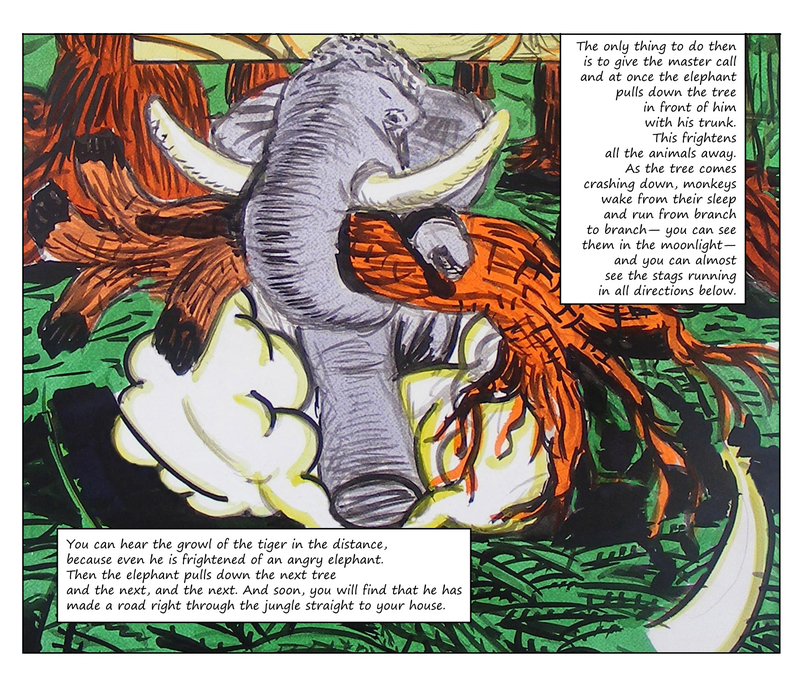 The only thing to do then
is to give the master call
and at once the elephant
pulls down the tree
in front of him
with his trunk.
This frightens
all the animals away.
As the tree comes
crashing down, monkeys
wake from their sleep
and run from branch
to branch— you can see
them in the moonlight—
and you can almost
see the stags running
in all directions below.
You can hear the growl of the tiger in the distance,
because even he is frightened of an angry elephant.
Then the elephant pulls down the next tree
and the next, and the next. And soon, you will find that he has
made a road right through the jungle straight to your house.